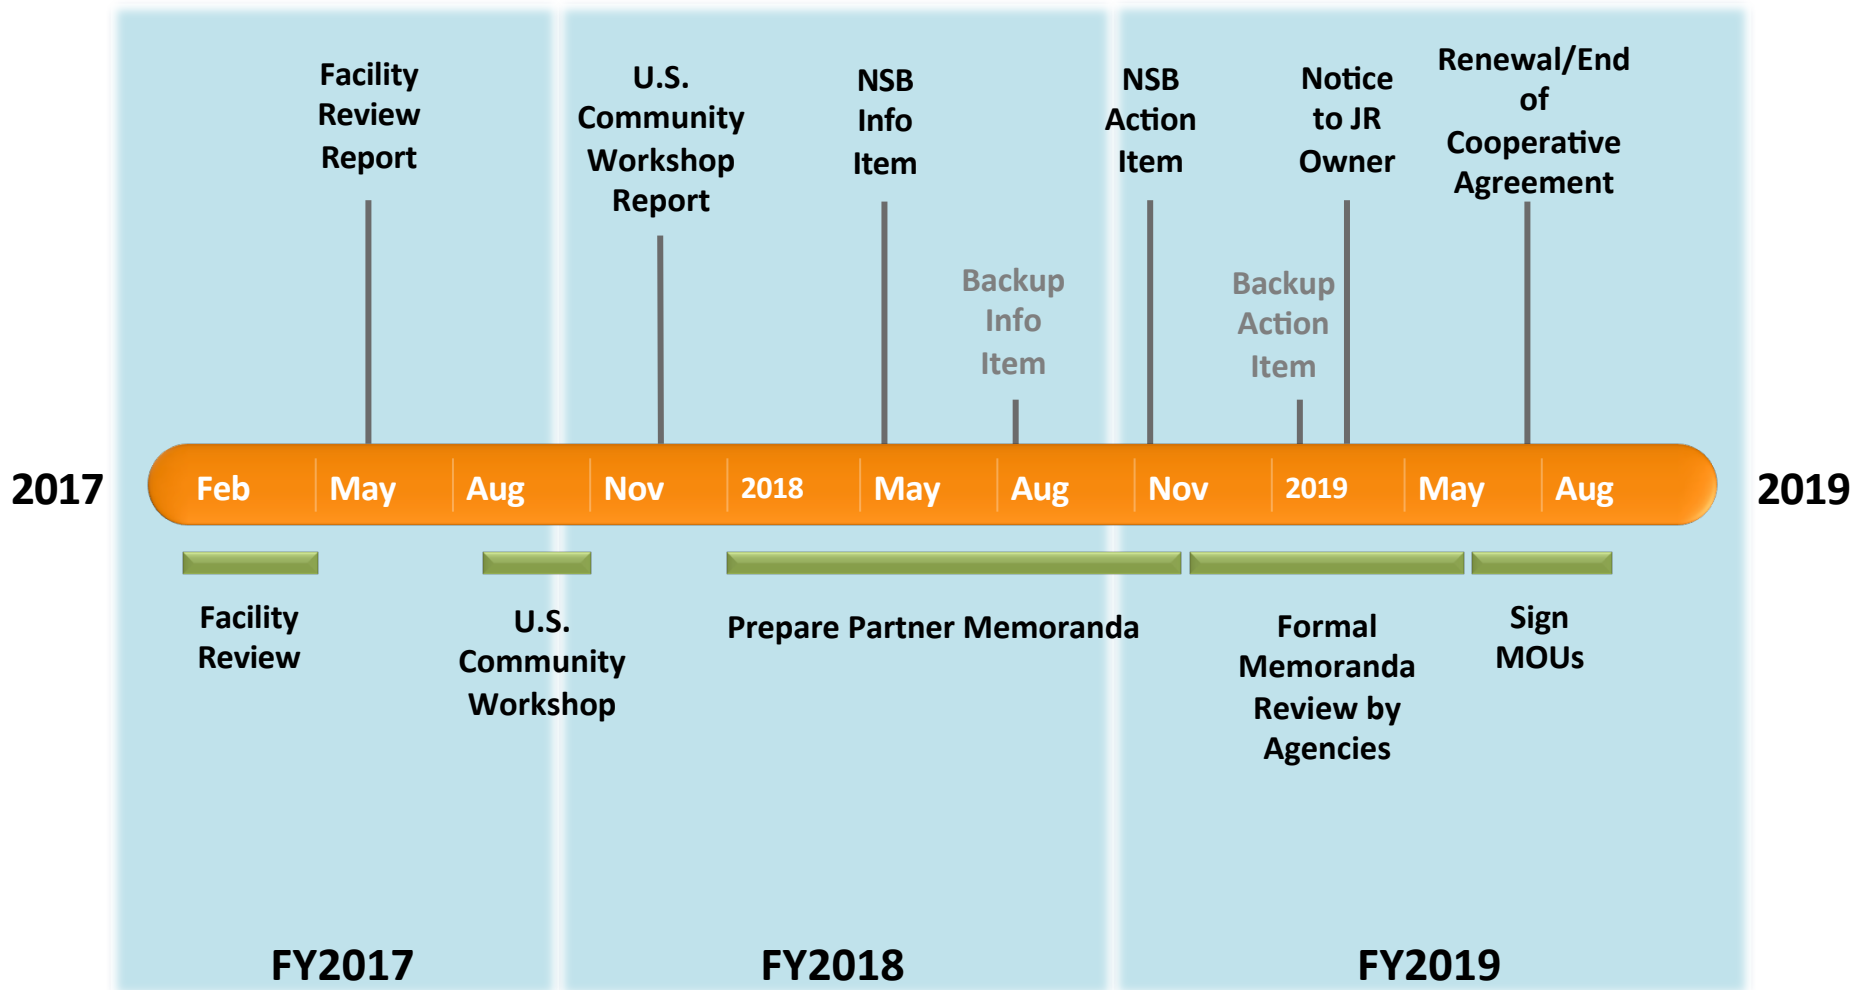 Facility
Review
Report
U.S.
Community
Workshop
Report
NSB
Info
Item
Backup
Info
Item
NSB
Action
Item
Backup
Action
Item
Notice
to JR
Owner
Renewal/End
of
Cooperative
Agreement
2017
Feb
May
Aug
Nov
2018
May
Aug
Nov
2019
May
Aug
2019
Facility
Review
U.S.
Community
Workshop
Prepare Partner Memoranda
Formal
Memoranda
Review by
Agencies
Sign
MOUs
FY2017
FY2018
FY2019